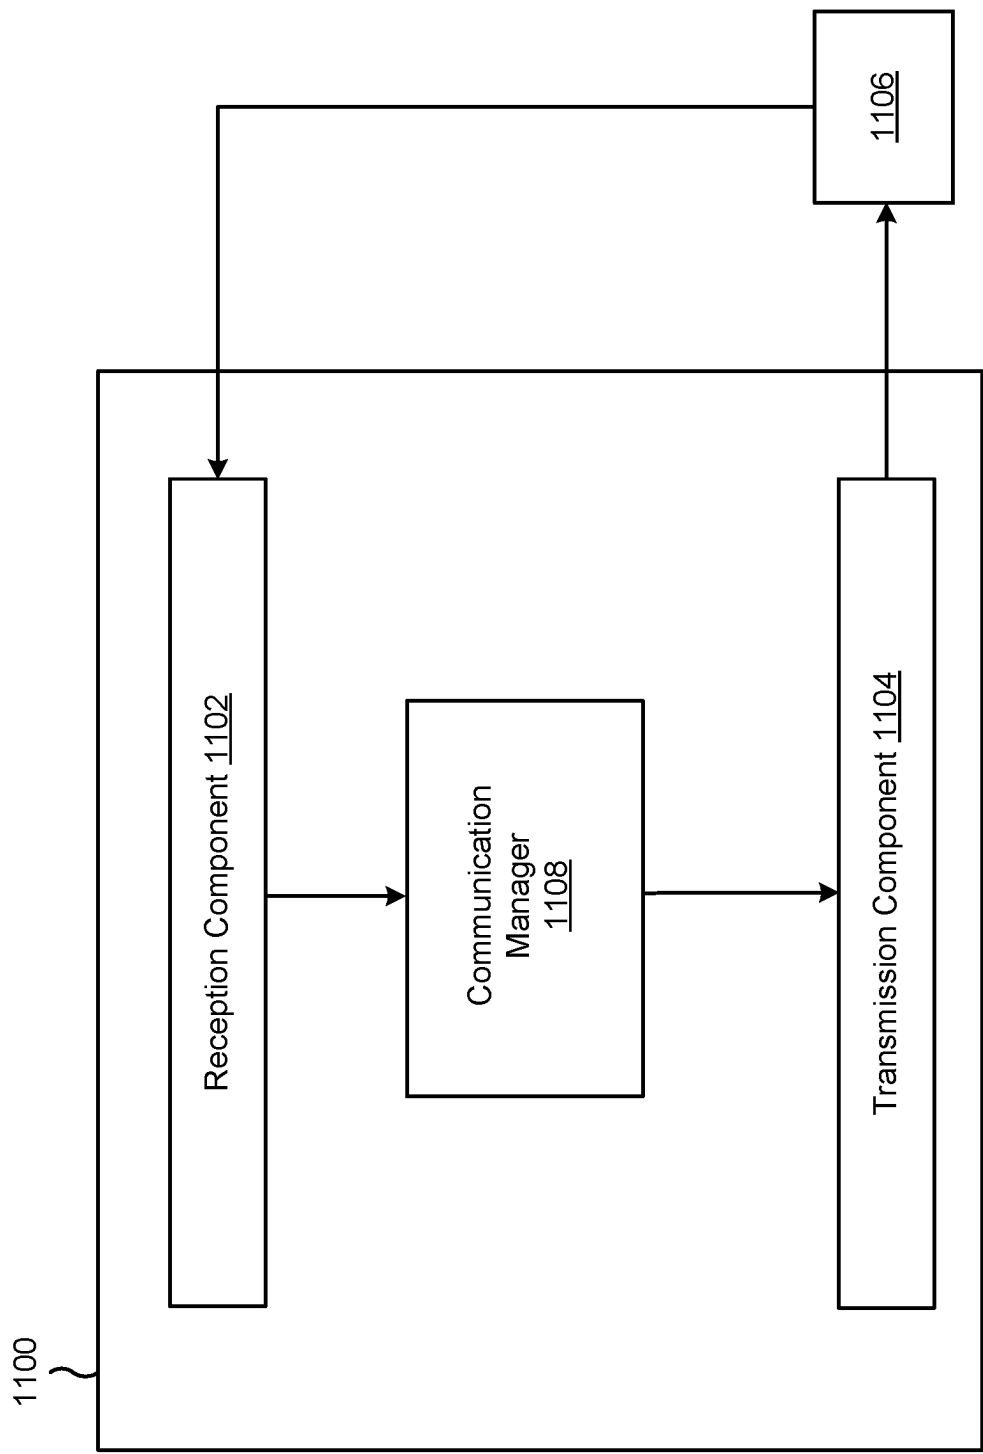 1100
Reception Component 1102
Communication
Manager
1108
Transmission Component 1104
1106